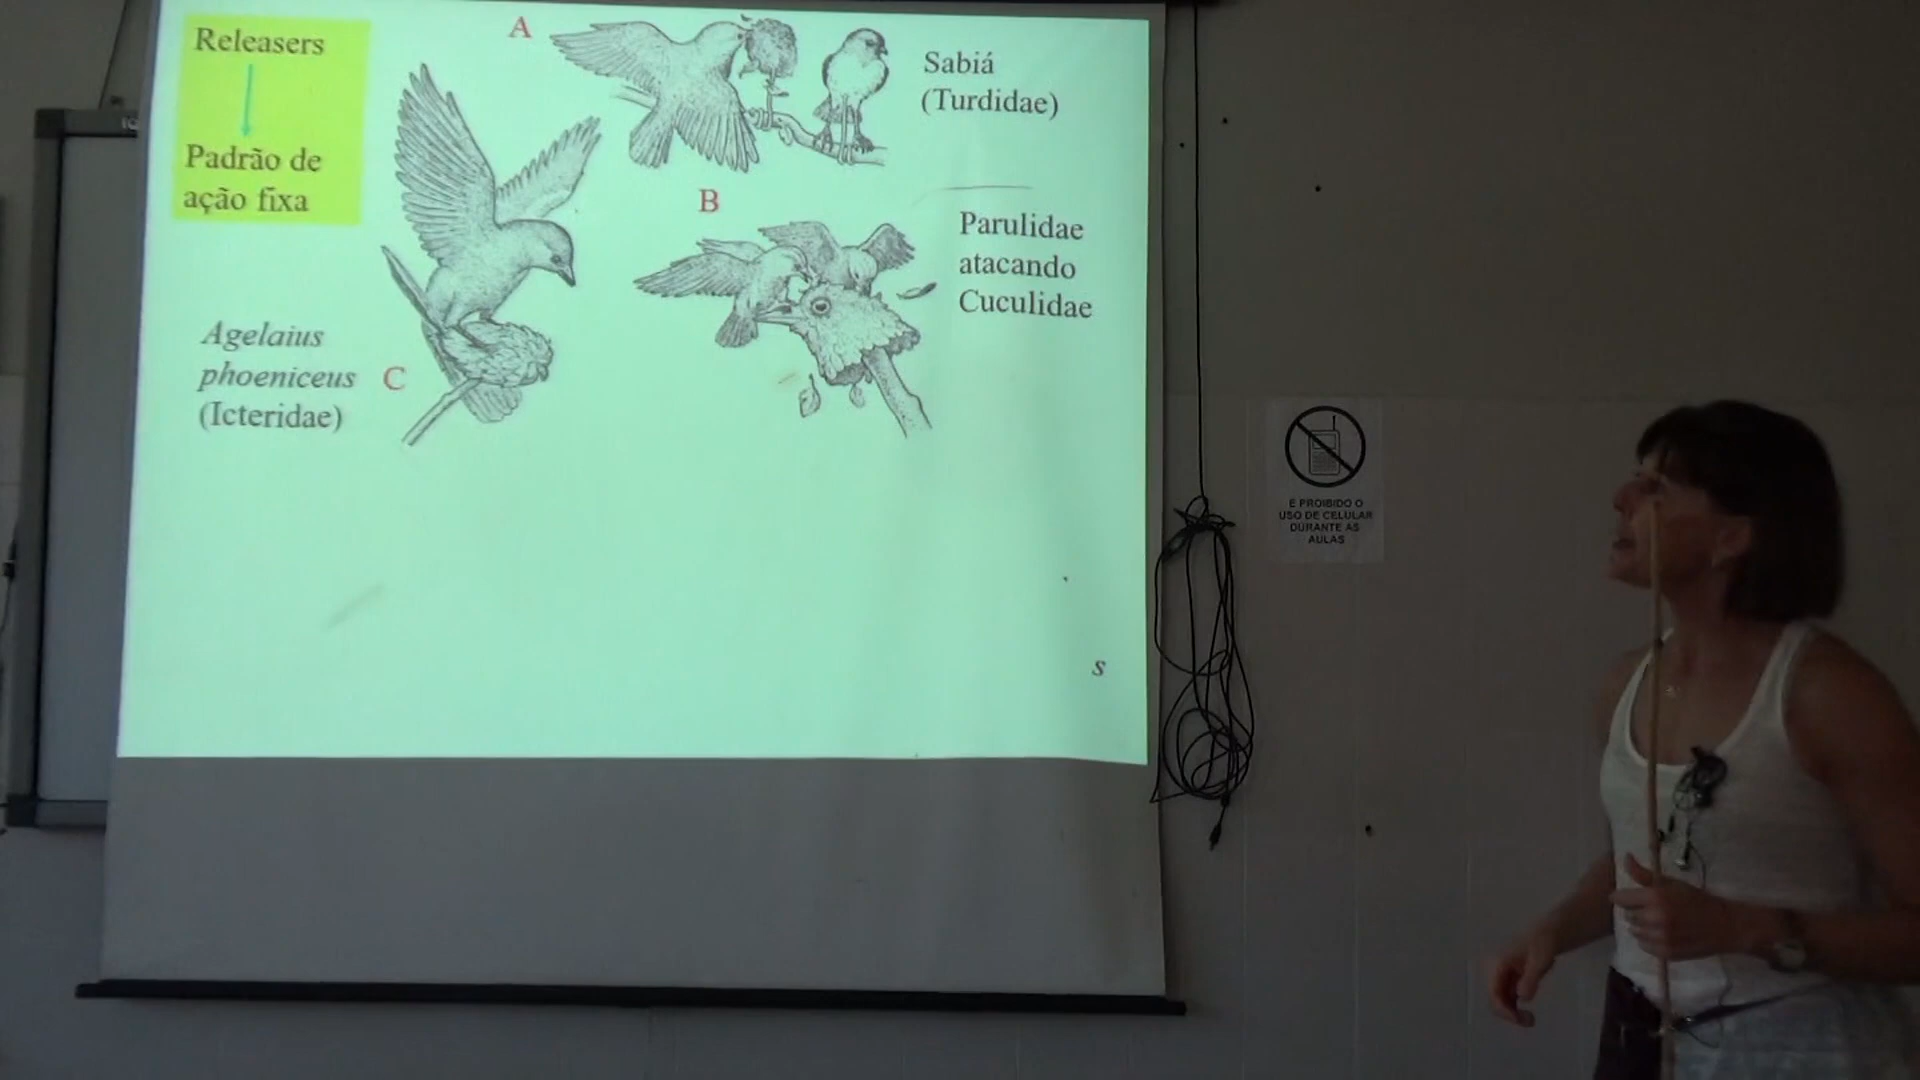 Releasers
Padrão de
ação fixa
A
Sabiá
(Turdidae)
B
Parulidae
atacando
Cuculidae
Agelaius
phoeniceus
(Icteridae)
C
s
E PROIBIDO O
USO DE CELULAR
DURANTE AS
AULAS